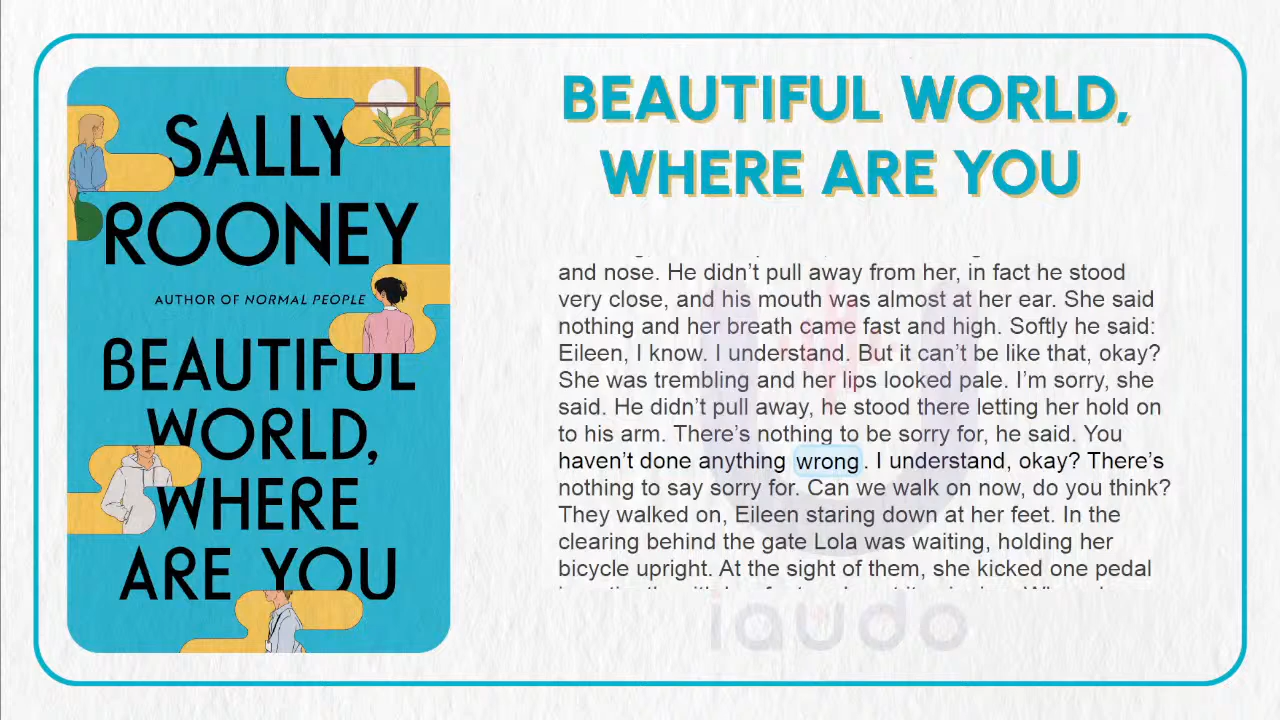 SALLY
ROONEY
AUTHOR OF NORMAL PEOPLE
BEAUTIFUL
WORLD,
WHERE
ARE YOU
BEAUTIFUL WORLD,
WHERE ARE YOU
and nose. He didn’t pull away from her, in fact he stood
very close, and his mouth was almost at her ear. She said
nothing and her breath came fast and high. Softly he said:
Eileen, I know. I understand. But it can’t be like that, okay?
She was trembling and her lips looked pale. I’m sorry, she
said. He didn’t pull away, he stood there letting her hold on
to his arm. There’s nothing to be sorry for, he said. You
haven’t done anything wrong. I understand, okay? There’s
nothing to say sorry for. Can we walk on now, do you think?
They walked on, Eileen staring down at her feet. In the
clearing behind the gate Lola was waiting, holding her
bicycle upright. At the sight of them, she kicked one pedal
iaudo